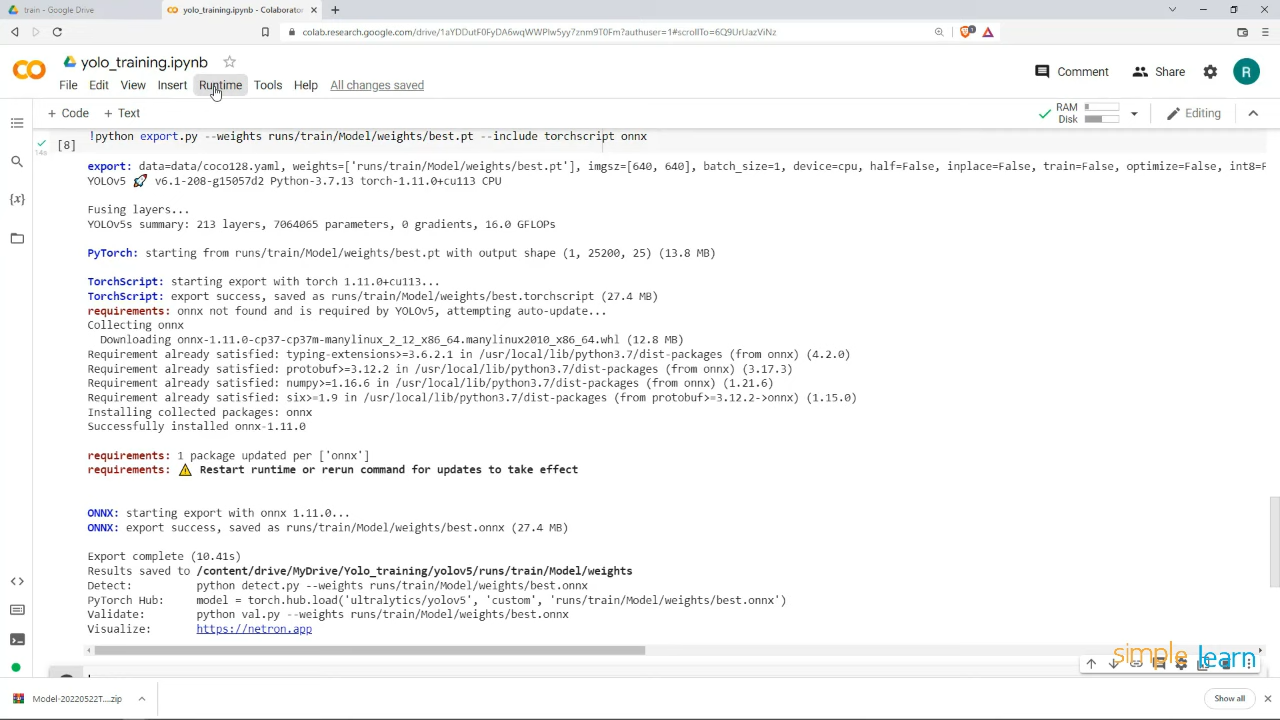 train - Google Drive
yolo_training.ipynb - Colaborator
colab.research.google.com/drive/1aYDDutF0FyDA6wqWWPIw5yy7znm9T0Fm?authuser=1#scrollTo=6Q9UrUazViNz
yolo_training.ipynb
Comment
Share
R
File Edit View Insert Runtime Tools Help All changes saved
+ Code + Text
RAM
Disk
Editing
[8]
14s
!python export.py --weights runs/train/Model/weights/best.pt --include torchscript onnx
export: data=data/coco128.yaml, weights=['runs/train/Model/weights/best.pt'], imgsz=[640, 640], batch_size=1, device=cpu, half=False, inplace=False, train=False, optimize=False, int8=F
YOLOv5 🚀 v6.1-208-g15057d2 Python-3.7.13 torch-1.11.0+cu113 CPU
Fusing layers...
YOLOv5s summary: 213 layers, 7064065 parameters, 0 gradients, 16.0 GFLOPs
PyTorch: starting from runs/train/Model/weights/best.pt with output shape (1, 25200, 25) (13.8 MB)
TorchScript: starting export with torch 1.11.0+cu113...
TorchScript: export success, saved as runs/train/Model/weights/best.torchscript (27.4 MB)
requirements: onnx not found and is required by YOLOv5, attempting auto-update...
Collecting onnx
Downloading onnx-1.11.0-cp37-cp37m-manylinux_2_12_x86_64.manylinux2010_x86_64.whl (12.8 MB)
Requirement already satisfied: typing-extensions>=3.6.2.1 in /usr/local/lib/python3.7/dist-packages (from onnx) (4.2.0)
Requirement already satisfied: protobuf>=3.12.2 in /usr/local/lib/python3.7/dist-packages (from onnx) (3.17.3)
Requirement already satisfied: numpy>=1.16.6 in /usr/local/lib/python3.7/dist-packages (from onnx) (1.21.6)
Requirement already satisfied: six>=1.9 in /usr/local/lib/python3.7/dist-packages (from protobuf>=3.12.2->onnx) (1.15.0)
Installing collected packages: onnx
Successfully installed onnx-1.11.0
requirements: 1 package updated per ['onnx']
requirements: ⚠ Restart runtime or rerun command for updates to take effect
ONNX: starting export with onnx 1.11.0...
ONNX: export success, saved as runs/train/Model/weights/best.onnx (27.4 MB)
Export complete (10.41s)
Results saved to /content/drive/MyDrive/Yolo_training/yolov5/runs/train/Model/weights
Detect: python detect.py --weights runs/train/Model/weights/best.onnx
PyTorch Hub: model = torch.hub.load('ultralytics/yolov5', 'custom', 'runs/train/Model/weights/best.onnx')
Validate: python val.py --weights runs/train/Model/weights/best.onnx
Visualize: https://netron.app
simplelearn
Model-20220522T....zip
Show all